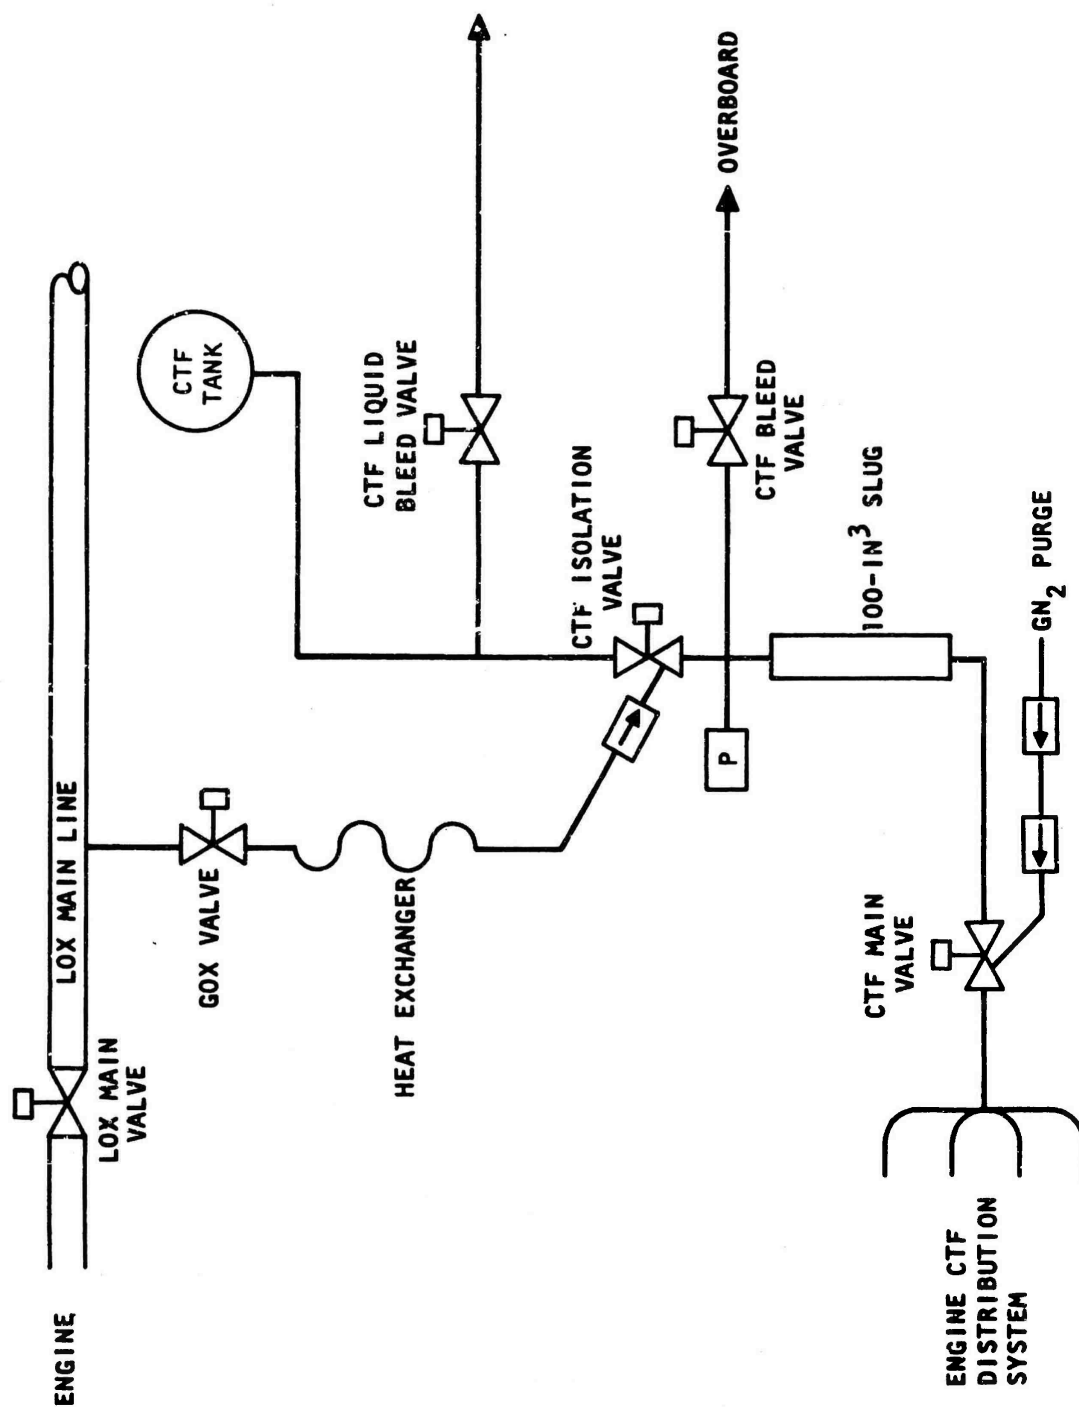 ENGINE
LOX MAIN
VALVE
LOX MAIN LINE
GOX VALVE
HEAT EXCHANGER
CTF
TANK
CTF LIQUID
BLEED VALVE
CTF ISOLATION
VALVE
OVERBOARD
CTF BLEED
VALVE
P
100-IN³ SLUG
GN₂ PURGE
CTF MAIN
VALVE
ENGINE CTF
DISTRIBUTION
SYSTEM